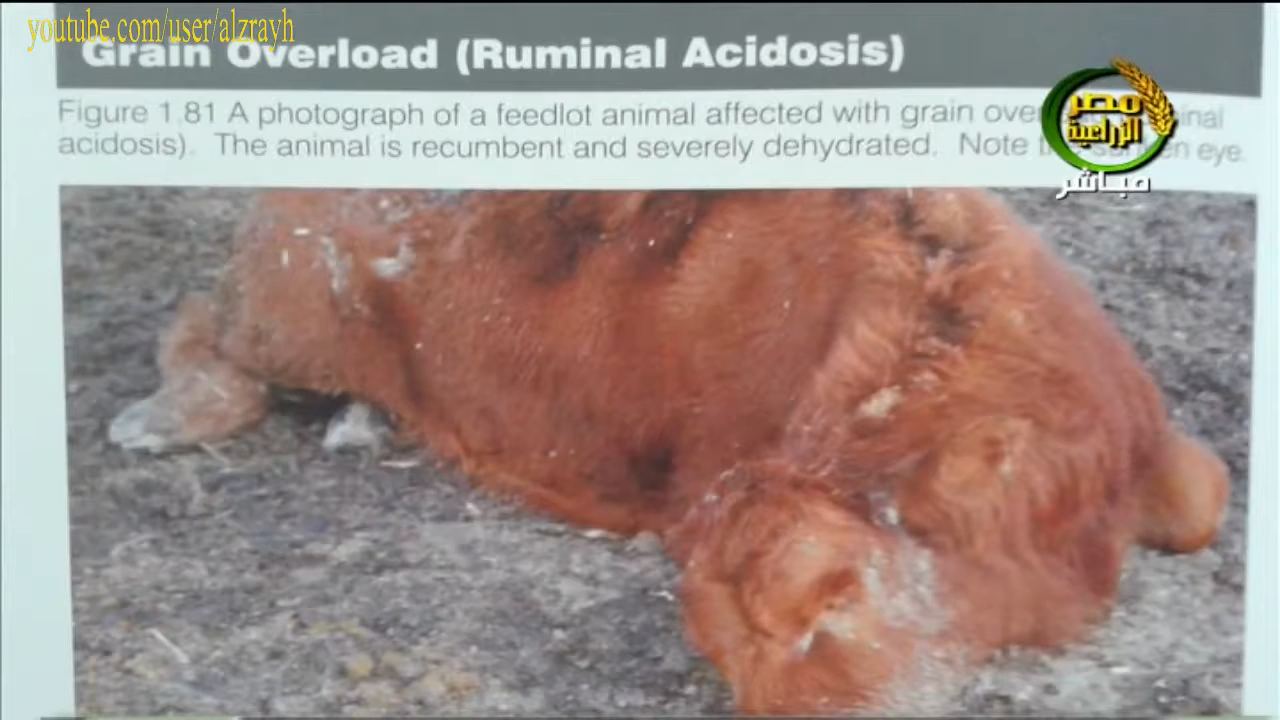 youtube.com/user/alzrayh
Grain Overload (Ruminal Acidosis)
Figure 1.81 A photograph of a feedlot animal affected with grain
acidosis). The animal is recumbent and severely dehydrated. Note eye.
مصر
الزراعية
مباشر